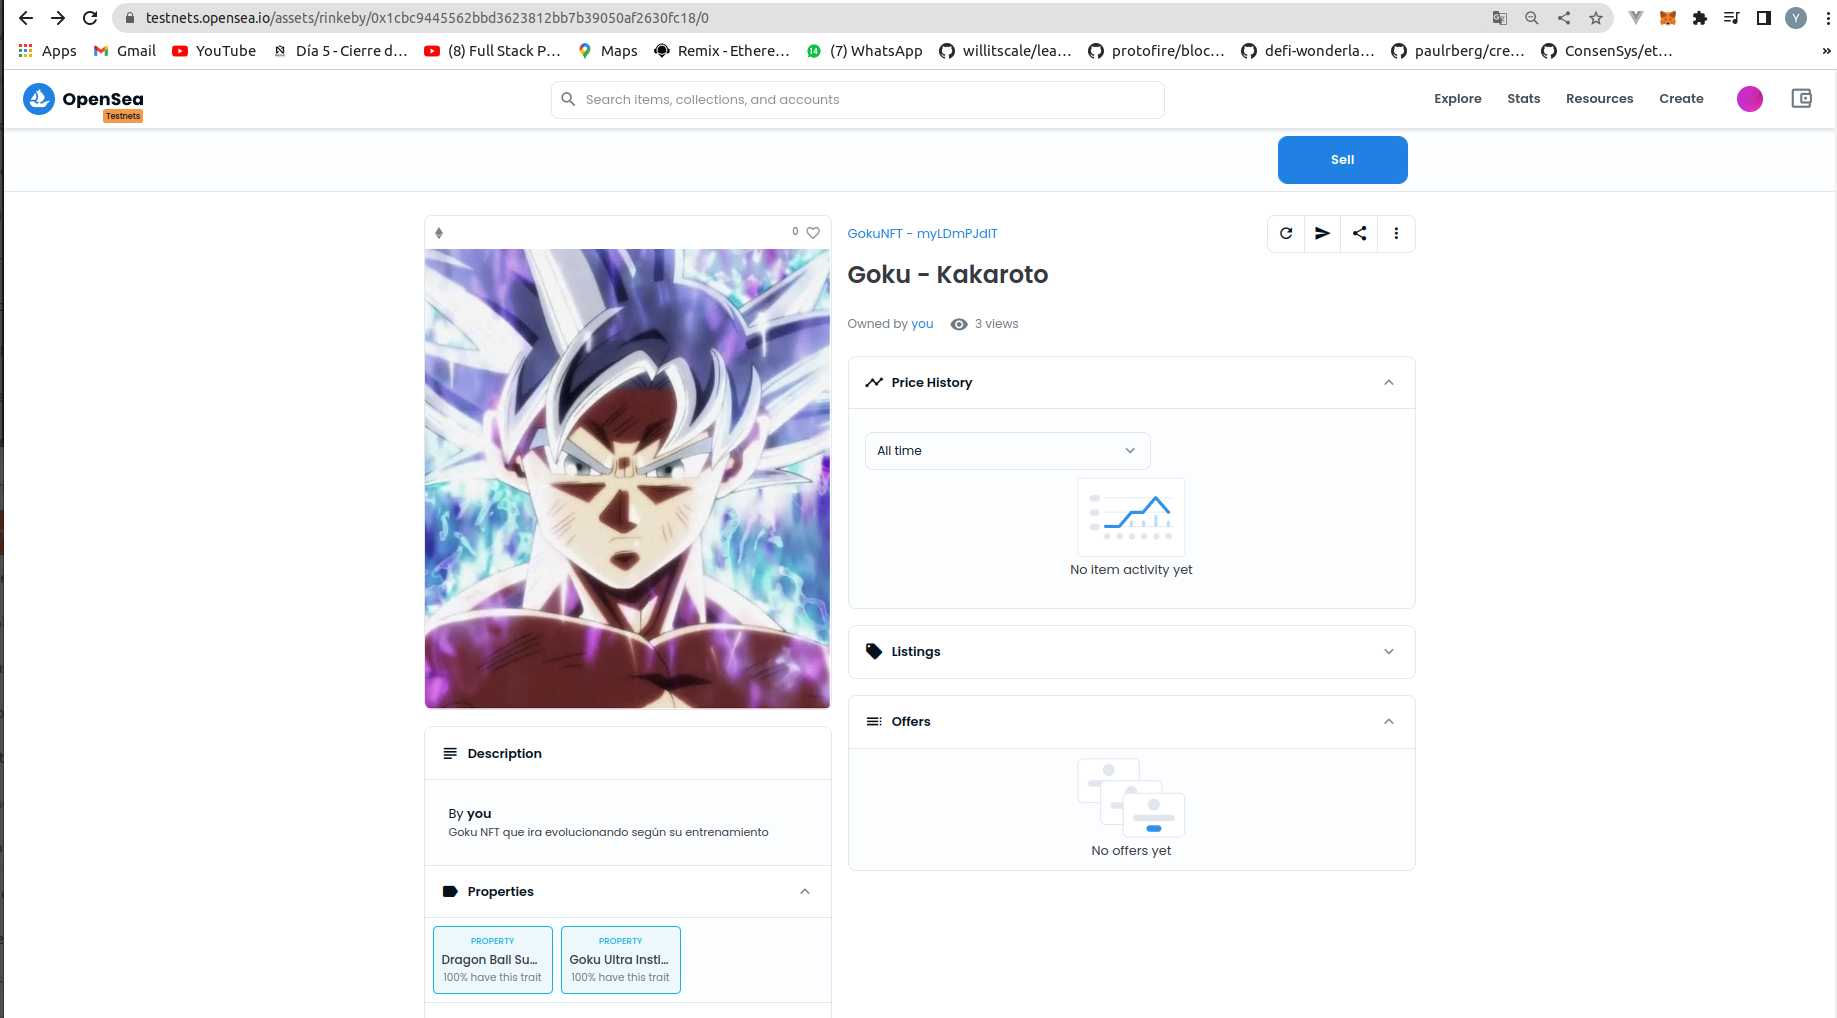 testnets.opensea.io/assets/rinkeby/0x1cbc9445562bbd3623812bb7b39050af2630fc18/0
Y
Apps Gmail YouTube Día 5 - Cierre d... (8) Full Stack P... Maps Remix - Ethere... 14 (7) WhatsApp willitscale/lea... protofire/bloc... defi-wonderla... paulrberg/cre... ConsenSys/et... »
OpenSea
Testnets
Search items, collections, and accounts
Explore Stats Resources Create
Sell
0
GokuNFT - myLDmPJdIT
Goku - Kakaroto
Owned by you 3 views
Price History
All time
No item activity yet
Listings
Offers
No offers yet
Description
By you
Goku NFT que ira evolucionando según su entrenamiento
Properties
PROPERTY
Dragon Ball Su...
100% have this trait
PROPERTY
Goku Ultra Insti...
100% have this trait